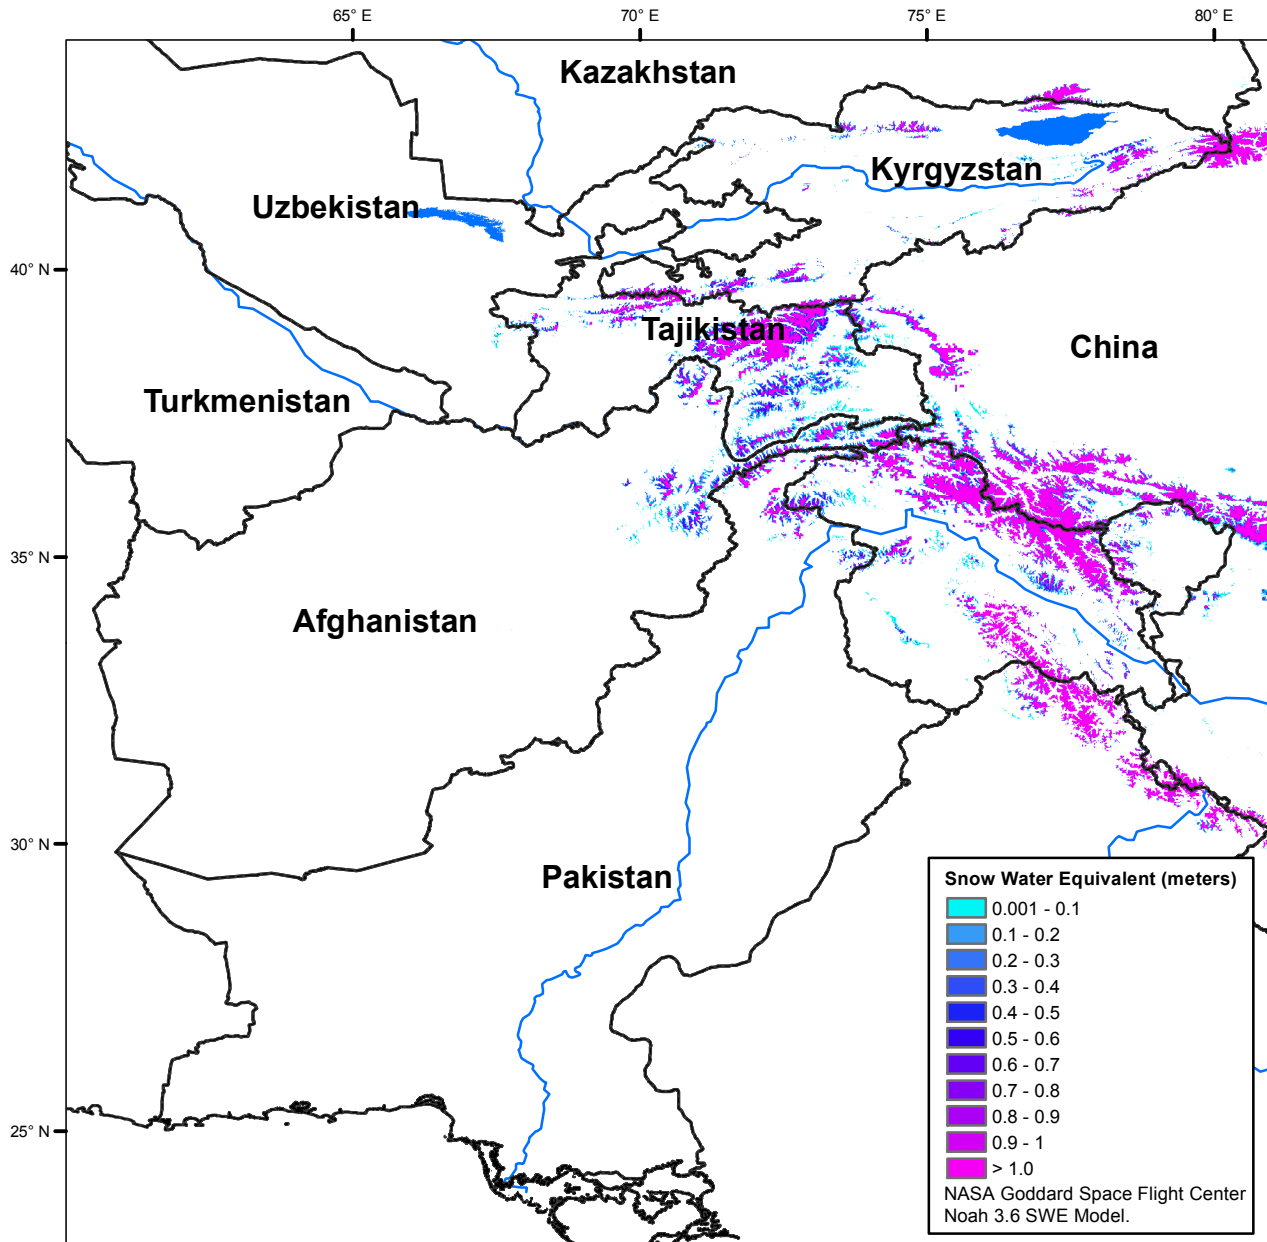 65° E
70° E
75° E
80° E
Kazakhstan
Kyrgyzstan
Uzbekistan
40° N
Tajikistan
China
Turkmenistan
35° N
Afghanistan
30° N
Pakistan
25° N
Snow Water Equivalent (meters)
0.001 - 0.1
0.1 - 0.2
0.2 - 0.3
0.3 - 0.4
0.4 - 0.5
0.5 - 0.6
0.6 - 0.7
0.7 - 0.8
0.8 - 0.9
0.9 - 1
> 1.0
NASA Goddard Space Flight Center
Noah 3.6 SWE Model.